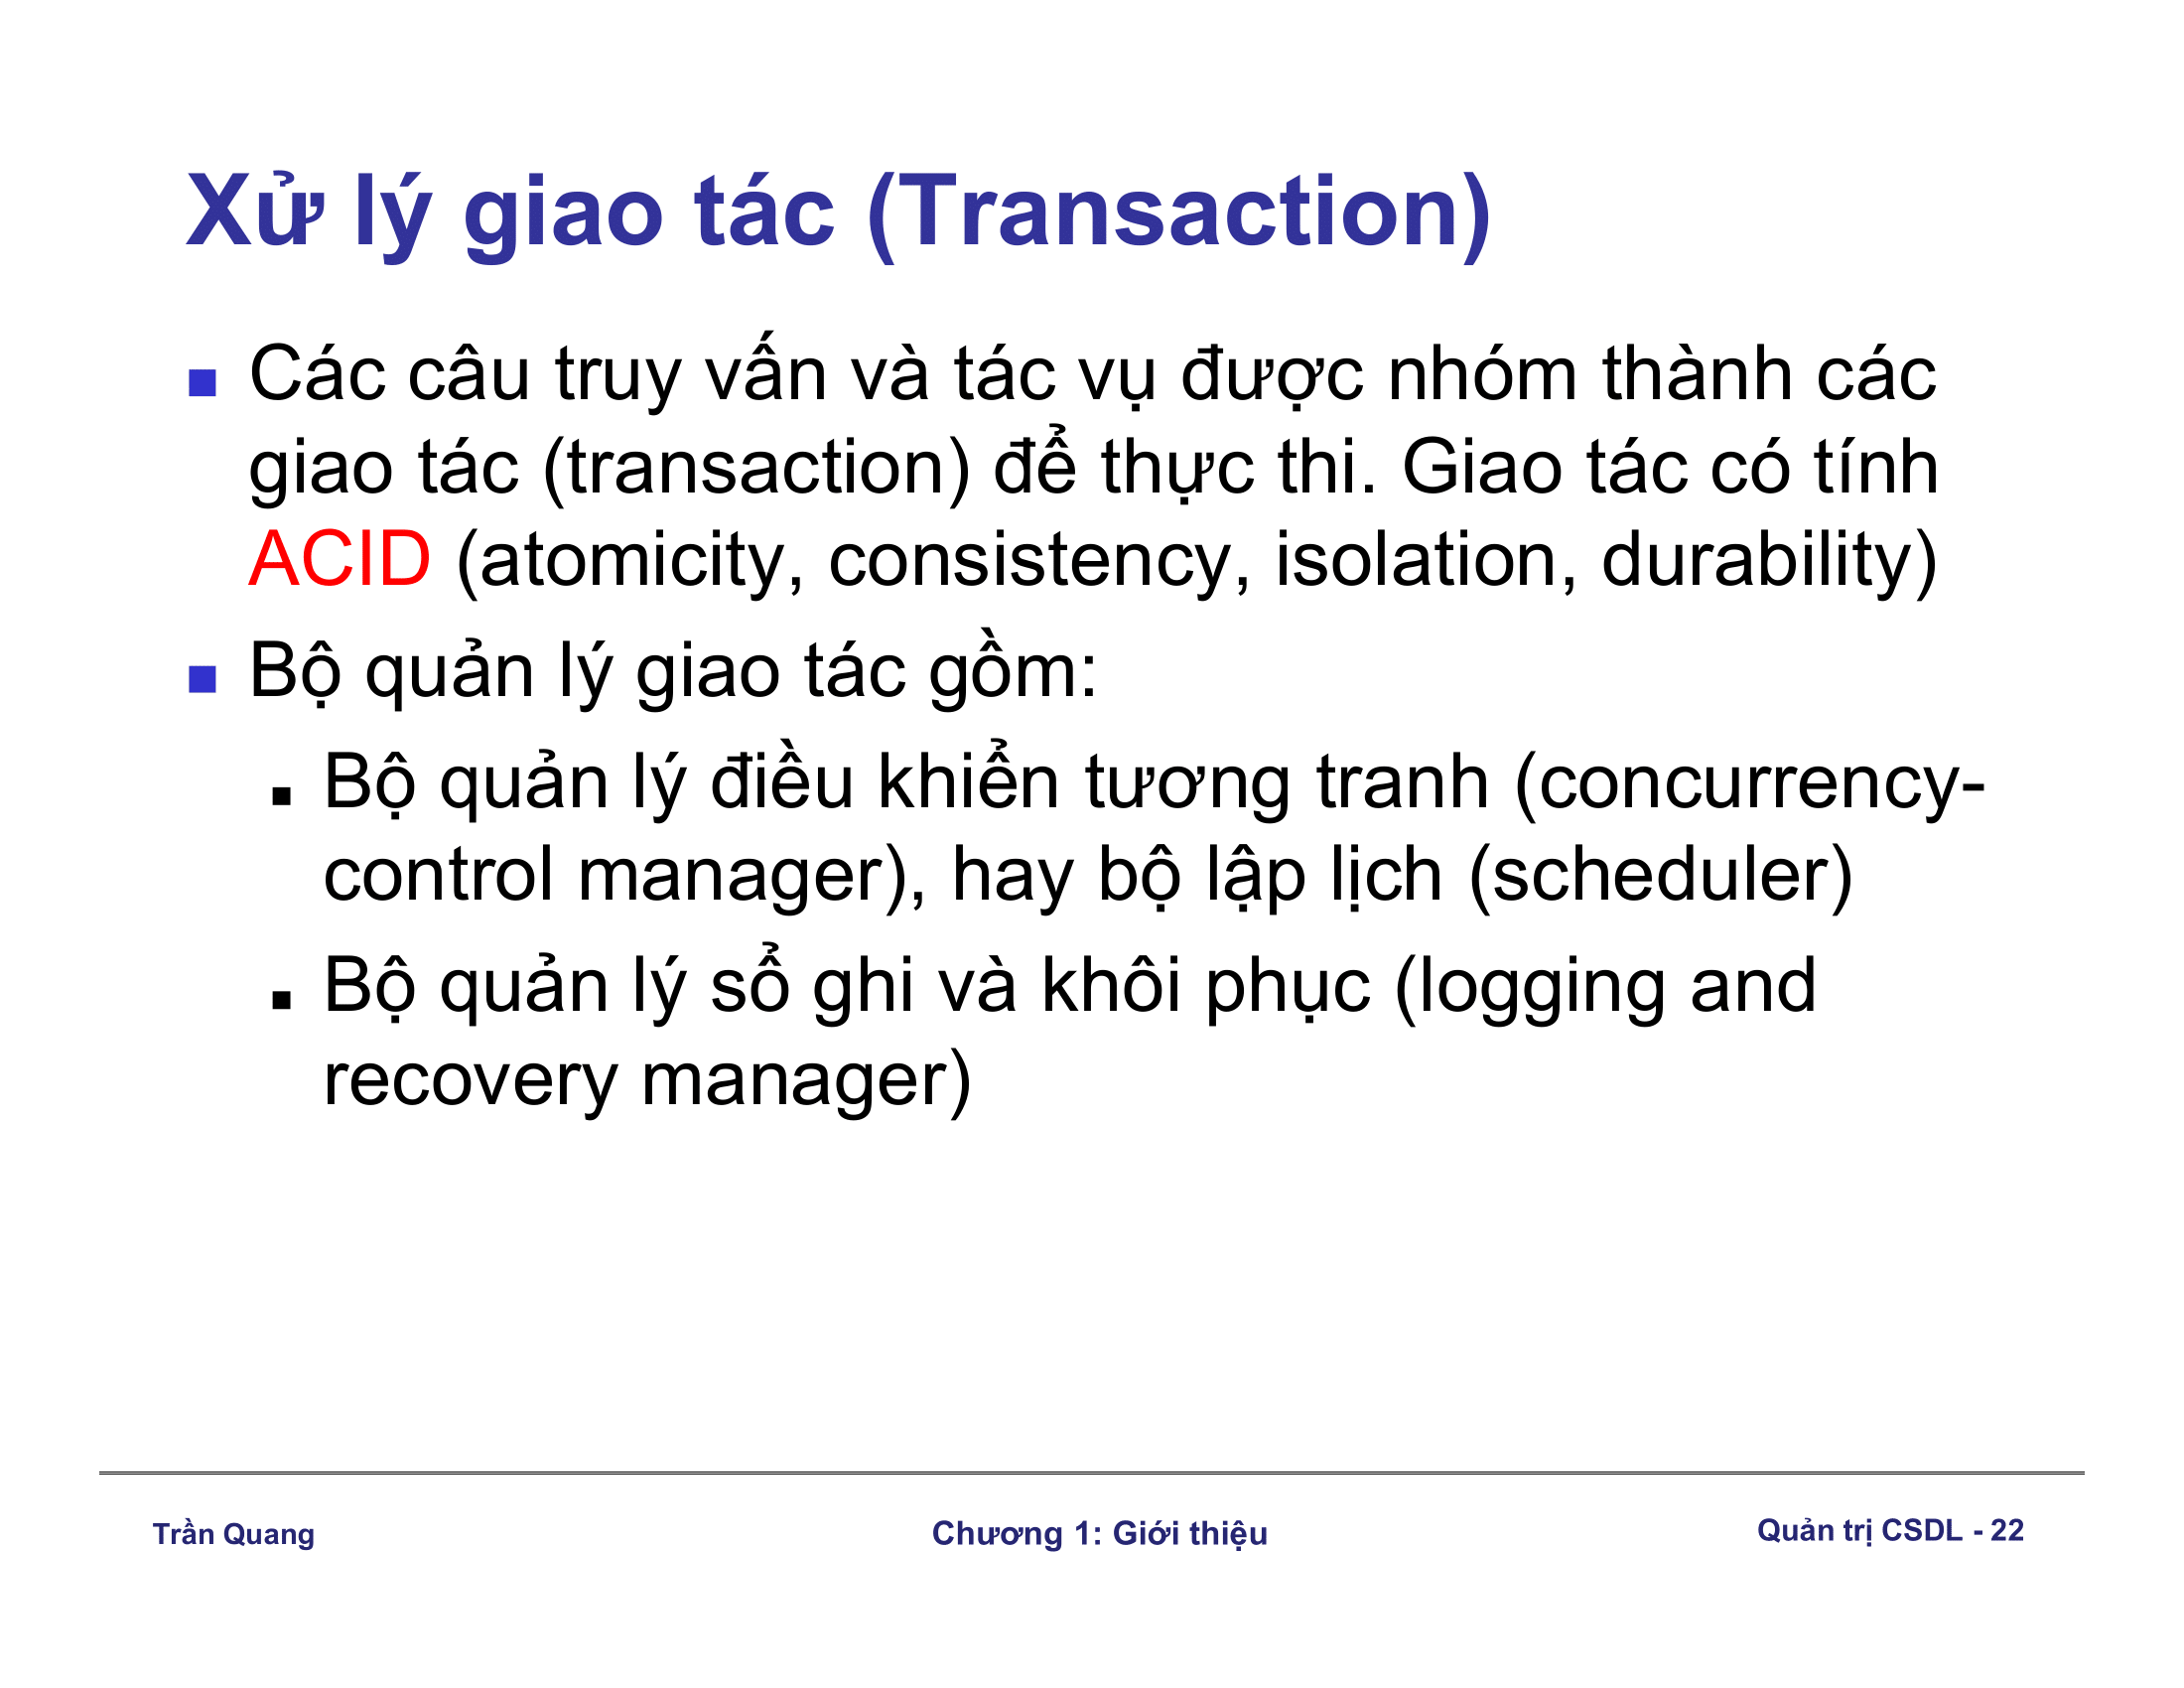 Xử lý giao tác (Transaction)
Các câu truy vấn và tác vụ được nhóm thành các
giao tác (transaction) để thực thi. Giao tác có tính
ACID (atomicity, consistency, isolation, durability)
Bộ quản lý giao tác gồm:
Bộ quản lý điều khiển tương tranh (concurrency-
control manager), hay bộ lập lịch (scheduler)
Bộ quản lý sổ ghi và khôi phục (logging and
recovery manager)
Trần Quang
Chương 1: Giới thiệu
Quản trị CSDL - 22